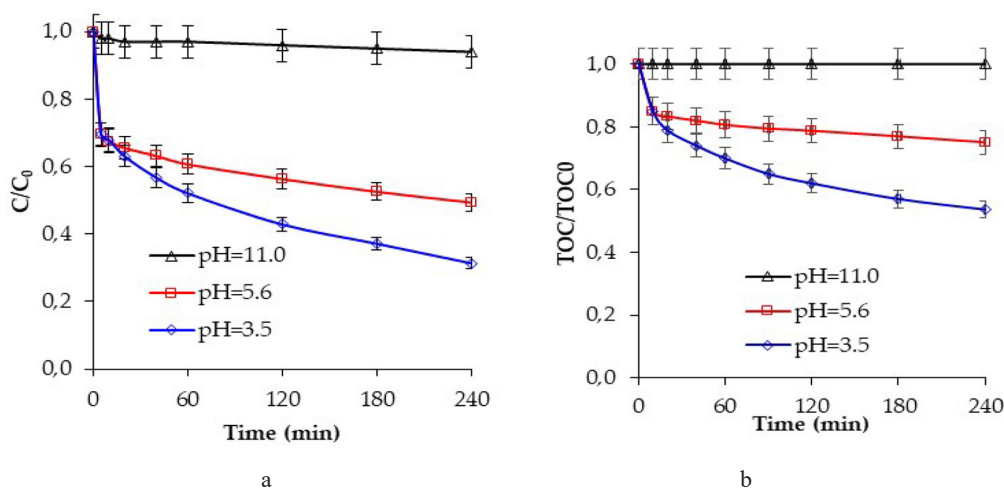 1,0
0,8
0,6
0,4
0,2
0,0
C/C₀
pH=11.0
pH=5.6
pH=3.5
0 60 120 180 240
Time (min)
a
1,0
0,8
0,6
0,4
0,2
0,0
TOC/TOC0
pH=11.0
pH=5.6
pH=3.5
0 60 120 180 240
Time (min)
b